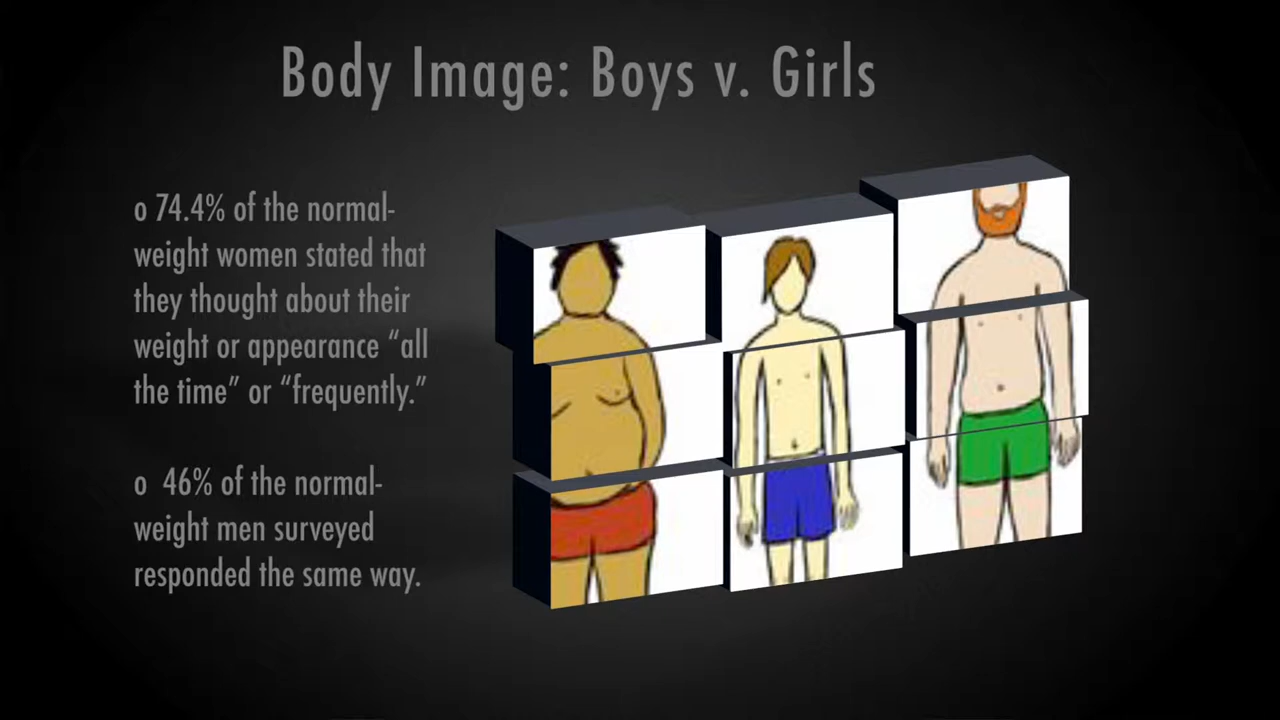 Body Image: Boys v. Girls
o 74.4% of the normal-
weight women stated that
they thought about their
weight or appearance “all
the time” or “frequently.”
o 46% of the normal-
weight men surveyed
responded the same way.